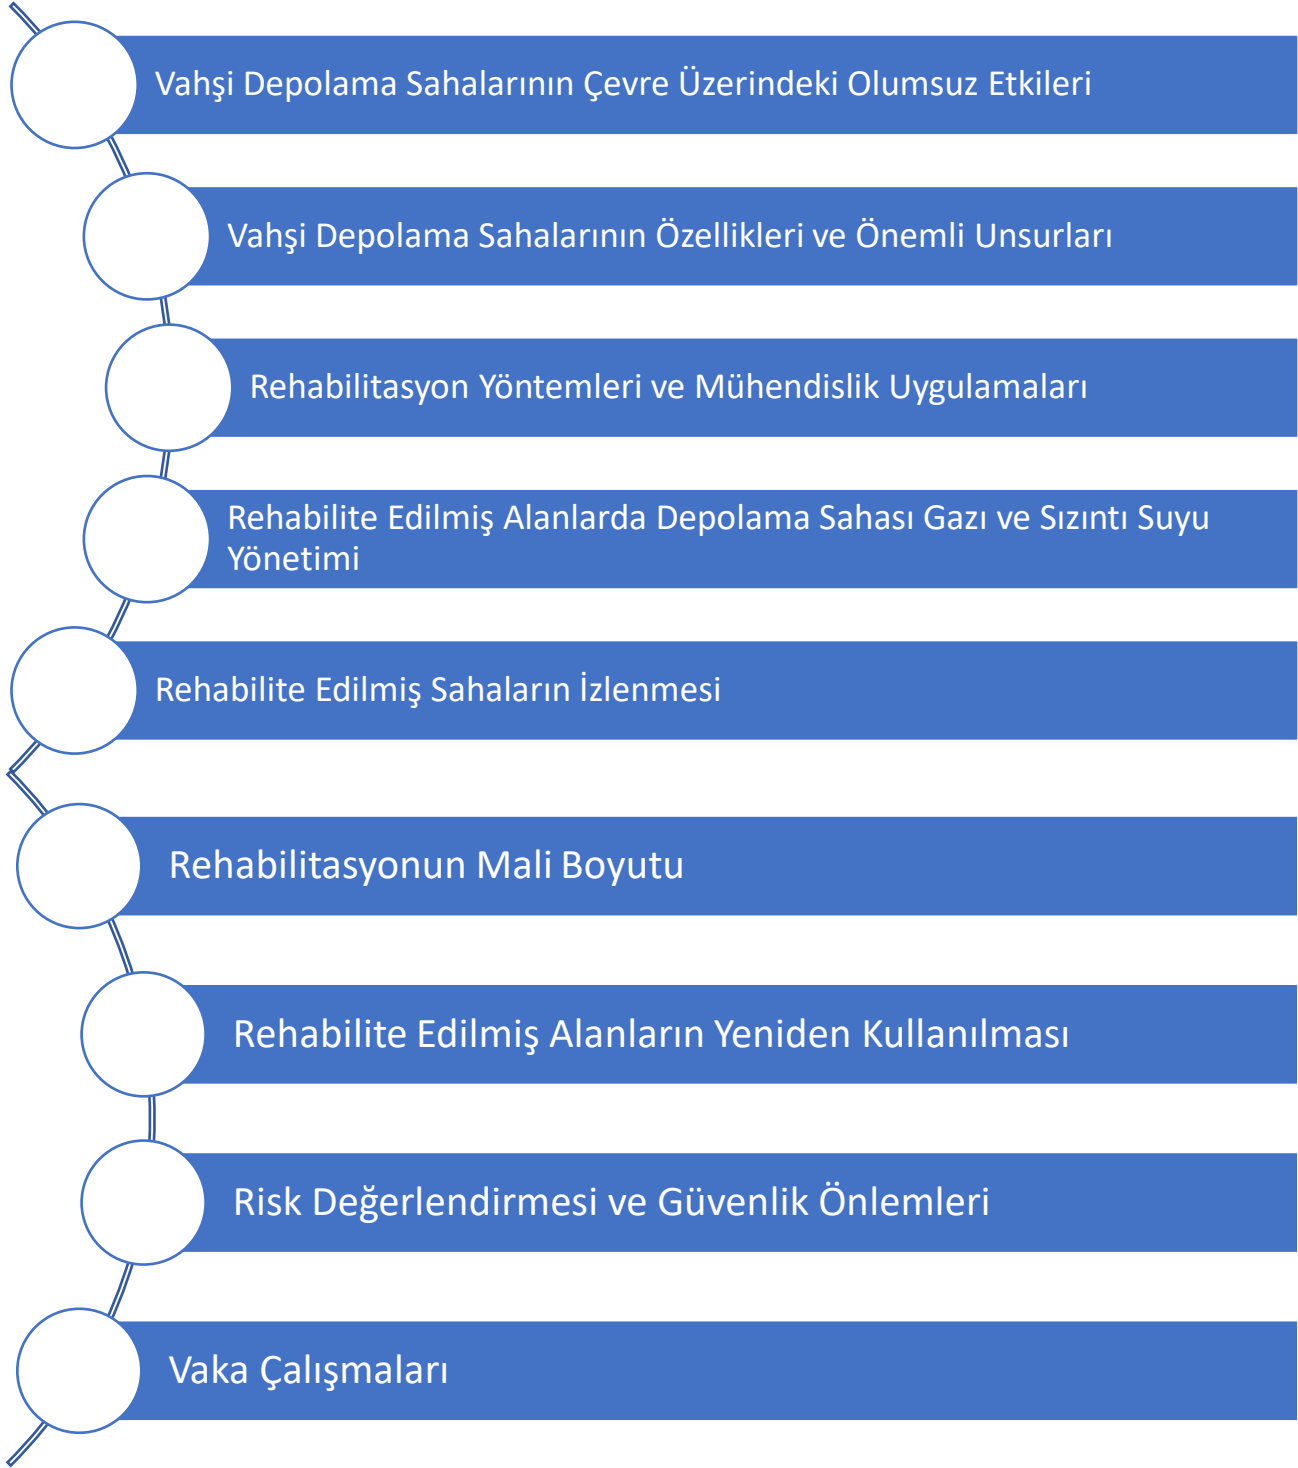 Vahşi Depolama Sahalarının Çevre Üzerindeki Olumsuz Etkileri
Vahşi Depolama Sahalarının Özellikleri ve Önemli Unsurları
Rehabilitasyon Yöntemleri ve Mühendislik Uygulamaları
Rehabilite Edilmiş Alanlarda Depolama Sahası Gazı ve Sızıntı Suyu
Yönetimi
Rehabilite Edilmiş Sahaların İzlenmesi
Rehabilitasyonun Mali Boyutu
Rehabilite Edilmiş Alanların Yeniden Kullanılması
Risk Değerlendirmesi ve Güvenlik Önlemleri
Vaka Çalışmaları